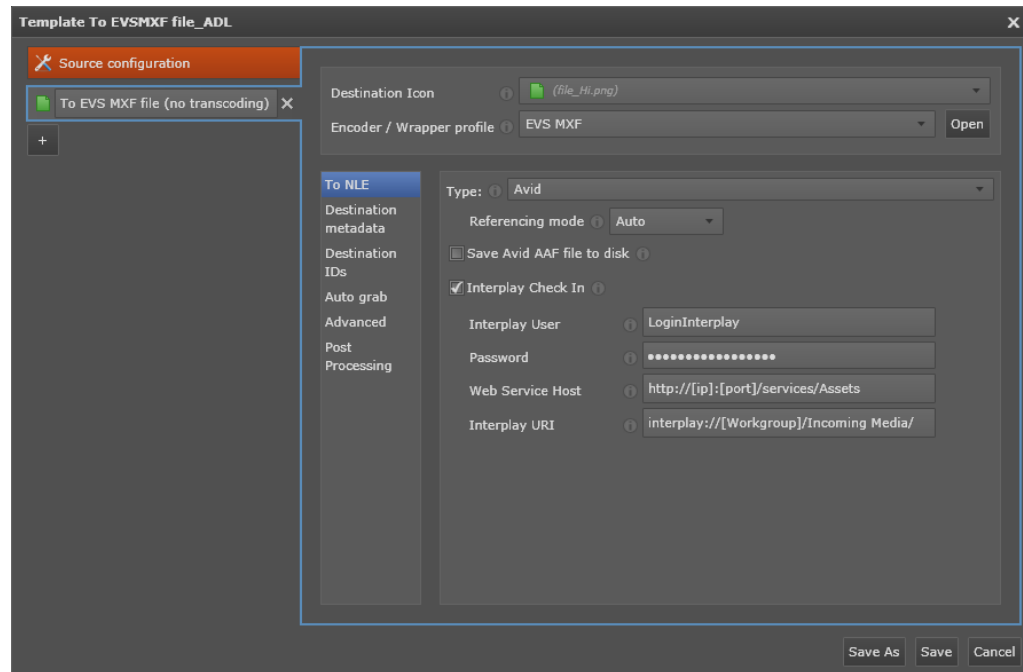 Template To EVSMXF file_ADL
Source configuration
To EVS MXF file (no transcoding)
+
Destination Icon
(file_Hi.png)
Encoder / Wrapper profile
EVS MXF
Open
To NLE
Destination
metadata
Destination
IDs
Auto grab
Advanced
Post
Processing
Type:
Avid
Referencing mode
Auto
Save Avid AAF file to disk
Interplay Check In
Interplay User
LoginInterplay
Password
•••••••••••••••••
Web Service Host
http://[ip]:[port]/services/Assets
Interplay URI
interplay://[Workgroup]/Incoming Media/
Save As
Save
Cancel